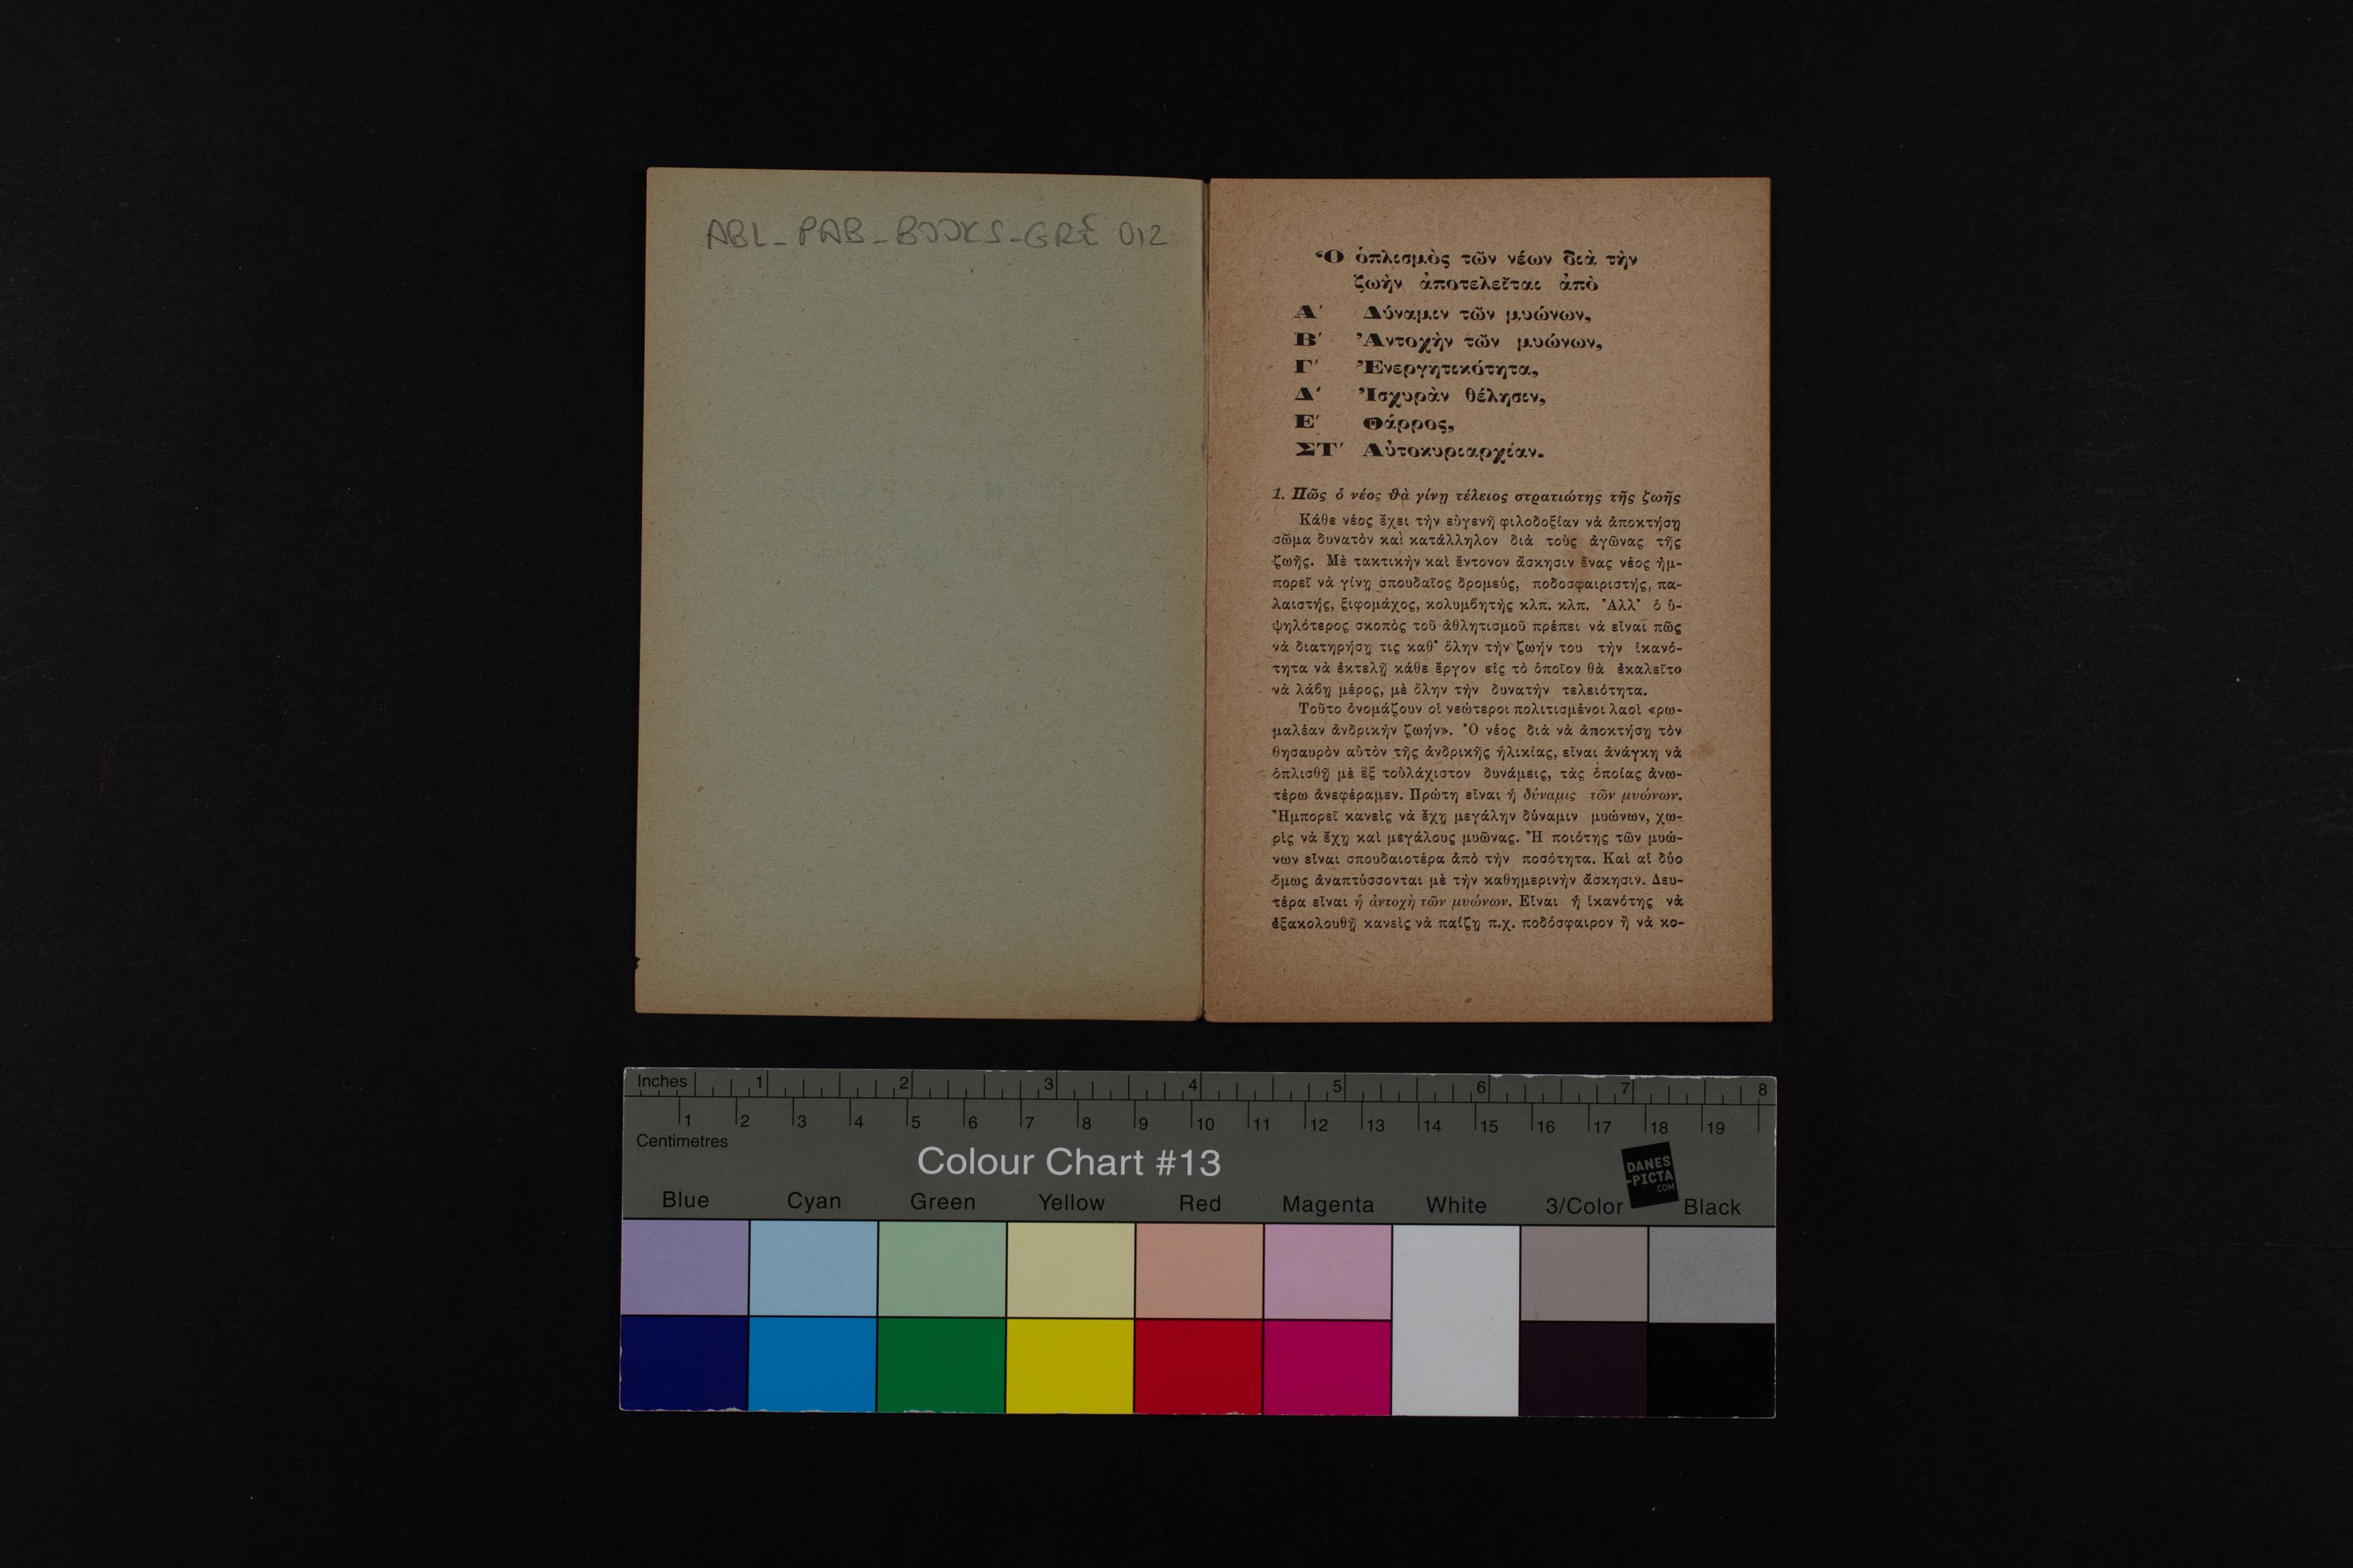 ABL_PAB_BOOKS_GRE 012
Ὁ ὁπλισμὸς τῶν νέων διὰ τὴν
ζωὴν ἀποτελεῖται ἀπὸ
Α΄ Δύναμιν τῶν μυώνων,
Β΄ Ἀντοχὴν τῶν μυώνων,
Γ΄ Ἐνεργητικότητα,
Δ΄ Ἰσχυρὰν θέλησιν,
Ε΄ Θάρρος,
ΣΤ΄ Αὐτοκυριαρχίαν.
1. Πῶς ὁ νέος θὰ γίνῃ τέλειος στρατιώτης τῆς ζωῆς
Κάθε νέος ἔχει τὴν εὐγενῆ φιλοδοξίαν νὰ ἀποκτήσῃ
σῶμα δυνατὸν καὶ κατάλληλον διὰ τοὺς ἀγῶνας τῆς
ζωῆς. Μὲ τακτικὴν καὶ ἔντονον ἄσκησιν ἕνας νέος ἠμ-
πορεῖ νὰ γίνῃ σπουδαῖος δρομεύς, ποδοσφαιριστής, πα-
λαιστής, ξιφομάχος, κολυμβητὴς κλπ. κλπ. Ἀλλ' ὁ ὑ-
ψηλότερος σκοπὸς τοῦ ἀθλητισμοῦ πρέπει νὰ εἶναι πῶς
νὰ διατηρήσῃ τις καθ' ὅλην τὴν ζωήν του τὴν ἱκανό-
τητα νὰ ἐκτελῇ κάθε ἔργον εἰς τὸ ὁποῖον θὰ ἐκαλεῖτο
νὰ λάβῃ μέρος, μὲ ὅλην τὴν δυνατὴν τελειότητα.
Τοῦτο ὀνομάζουν οἱ νεώτεροι πολιτισμένοι λαοὶ «ρω-
μαλέαν ἀνδρικὴν ζωήν». Ὁ νέος διὰ νὰ ἀποκτήσῃ τὸν
θησαυρὸν αὐτὸν τῆς ἀνδρικῆς ἡλικίας, εἶναι ἀνάγκη νὰ
ὁπλισθῇ μὲ ἓξ τοὐλάχιστον δυνάμεις, τὰς ὁποίας ἀνω-
τέρω ἀνεφέραμεν. Πρώτη εἶναι ἡ δύναμις τῶν μυώνων.
Ἠμπορεῖ κανεὶς νὰ ἔχῃ μεγάλην δύναμιν μυώνων, χω-
ρὶς νὰ ἔχῃ καὶ μεγάλους μυῶνας. Ἡ ποιότης τῶν μυώ-
νων εἶναι σπουδαιοτέρα ἀπὸ τὴν ποσότητα. Καὶ αἱ δύο
ὅμως ἀναπτύσσονται μὲ τὴν καθημερινὴν ἄσκησιν. Δευ-
τέρα εἶναι ἡ ἀντοχὴ τῶν μυώνων. Εἶναι ἡ ἱκανότης νὰ
ἐξακολουθῇ κανεὶς νὰ παίζῃ π.χ. ποδόσφαιρον ἢ νὰ κο-
Inches 1 2 3 4 5 6 7 8
1 2 3 4 5 6 7 8 9 10 11 12 13 14 15 16 17 18 19
Centimetres
Colour Chart #13
DANES
-PICTA
.COM
Blue Cyan Green Yellow Red Magenta White 3/Color Black